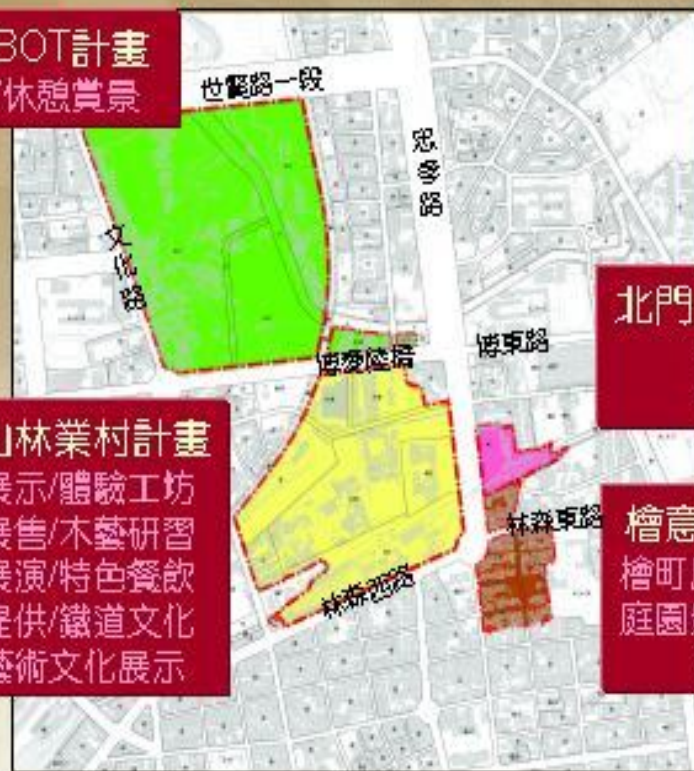 BOT計畫
休憩賞景
世賢路一段
忠孝路
文化路
北門
博愛陸橋
博東路
山林業村計畫
展示/體驗工坊
展售/木藝研習
展演/特色餐飲
提供/鐵道文化
藝術文化展示
林森東路
檜意
檜町
庭園
林森西路